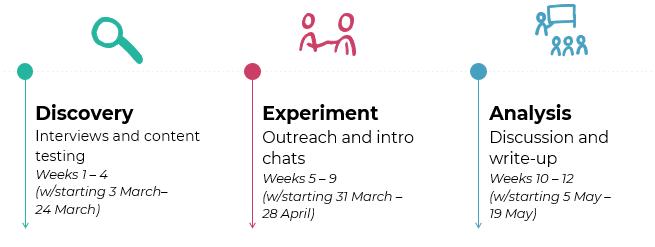 Discovery
Interviews and content
testing
Weeks 1 – 4
(w/starting 3 March–
24 March)
Experiment
Outreach and intro
chats
Weeks 5 – 9
(w/starting 31 March –
28 April)
Analysis
Discussion and
write-up
Weeks 10 – 12
(w/starting 5 May –
19 May)